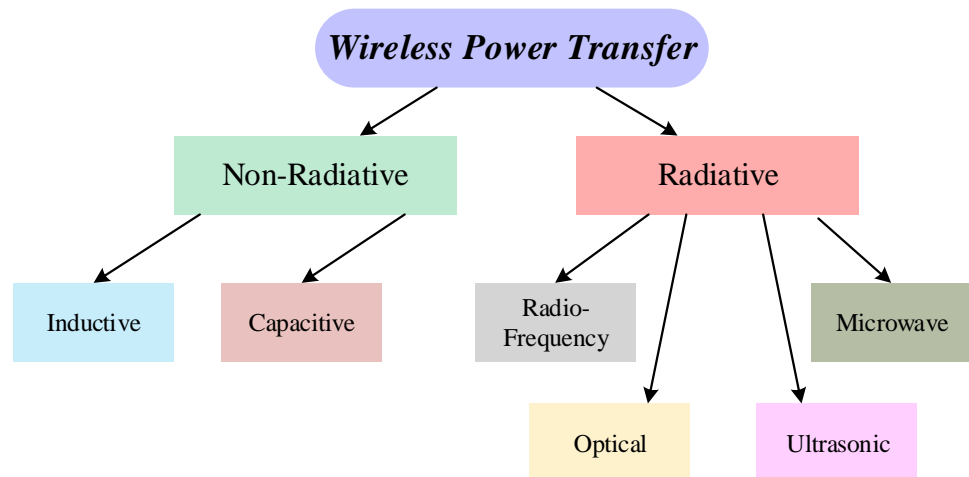 Wireless Power Transfer
Non-Radiative
Radiative
Inductive
Capacitive
Radio-
Frequency
Microwave
Optical
Ultrasonic